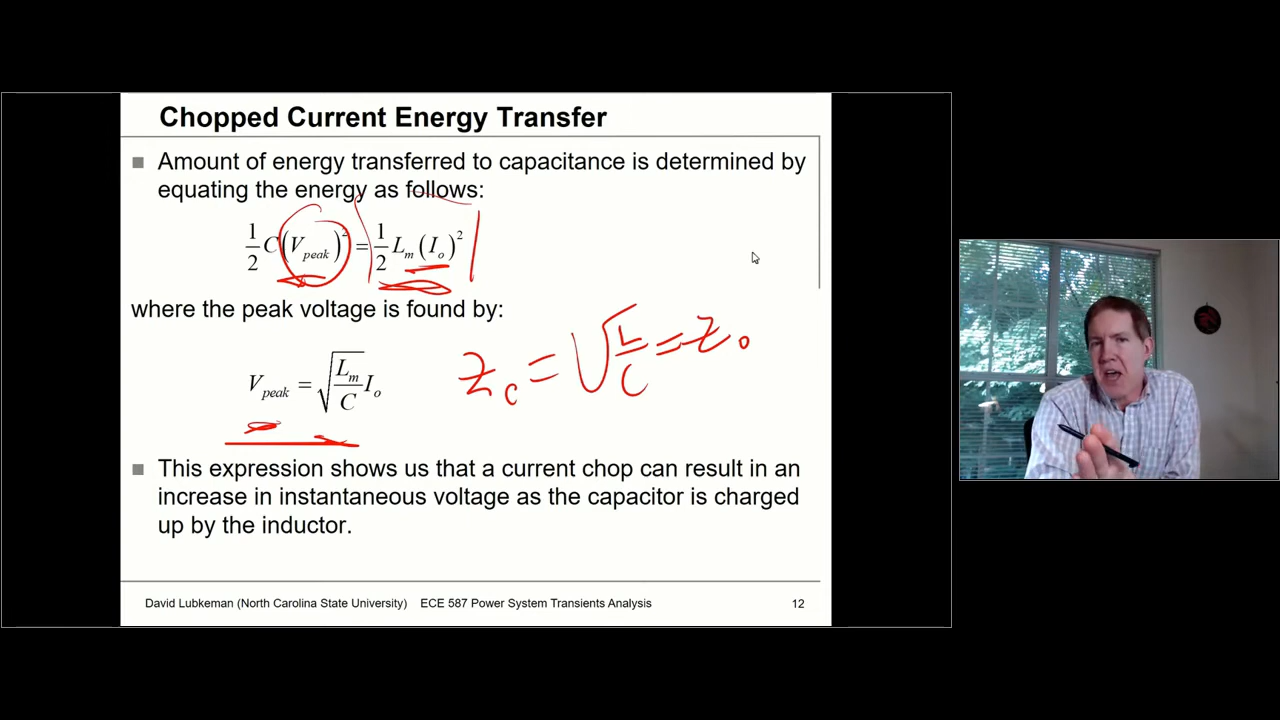 Chopped Current Energy Transfer
Amount of energy transferred to capacitance is determined by
equating the energy as follows:
1/2 C(V_peak)^2 = 1/2 L_m(I_o)^2
where the peak voltage is found by:
V_peak = √(L_m/C) I_o
Z_c = √(L/C) = Z_o
This expression shows us that a current chop can result in an
increase in instantaneous voltage as the capacitor is charged
up by the inductor.
David Lubkeman (North Carolina State University) ECE 587 Power System Transients Analysis 12